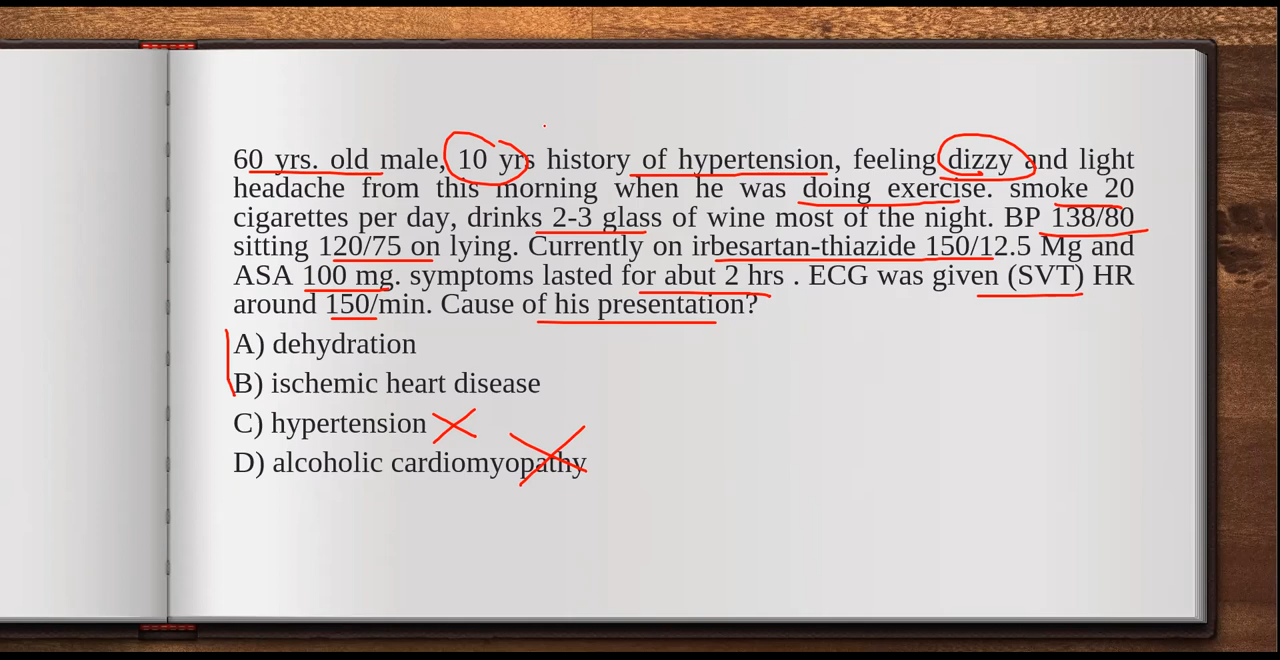 60 yrs. old male, 10 yrs history of hypertension, feeling dizzy and light
headache from this morning when he was doing exercise. smoke 20
cigarettes per day, drinks 2-3 glass of wine most of the night. BP 138/80
sitting 120/75 on lying. Currently on irbesartan-thiazide 150/12.5 Mg and
ASA 100 mg. symptoms lasted for abut 2 hrs . ECG was given (SVT) HR
around 150/min. Cause of his presentation?
A) dehydration
B) ischemic heart disease
C) hypertension
D) alcoholic cardiomyopathy